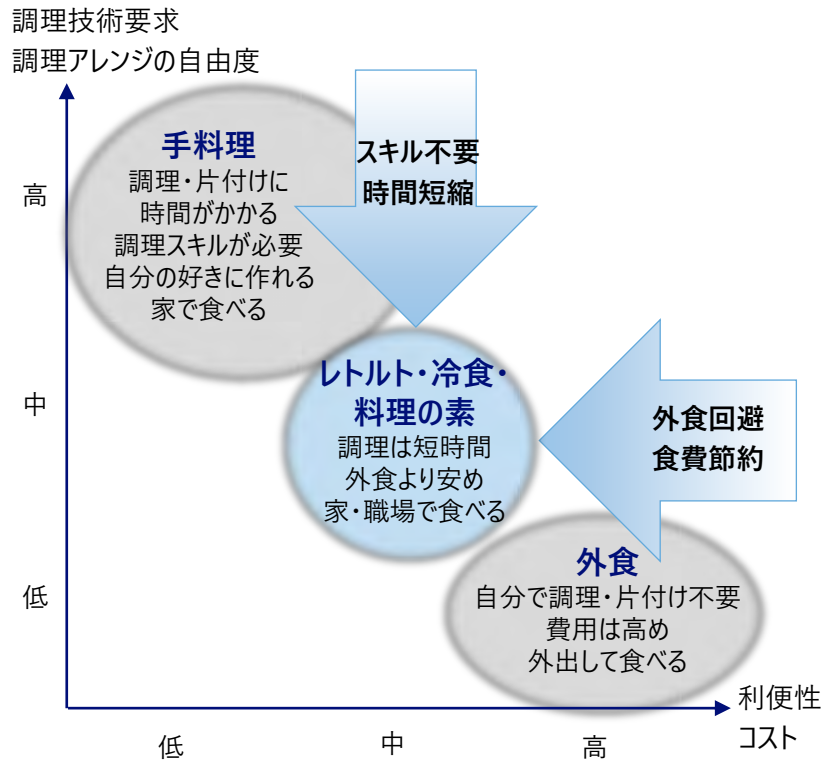 調理技術要求
調理アレンジの自由度
手料理
調理・片付けに
時間がかかる
調理スキルが必要
自分の好きに作れる
家で食べる
スキル不要
時間短縮
高
中
低
レトルト・冷食・
料理の素
調理は短時間
外食より安め
家・職場で食べる
外食回避
食費節約
外食
自分で調理・片付け不要
費用は高め
外出して食べる
利便性
コスト
低
中
高